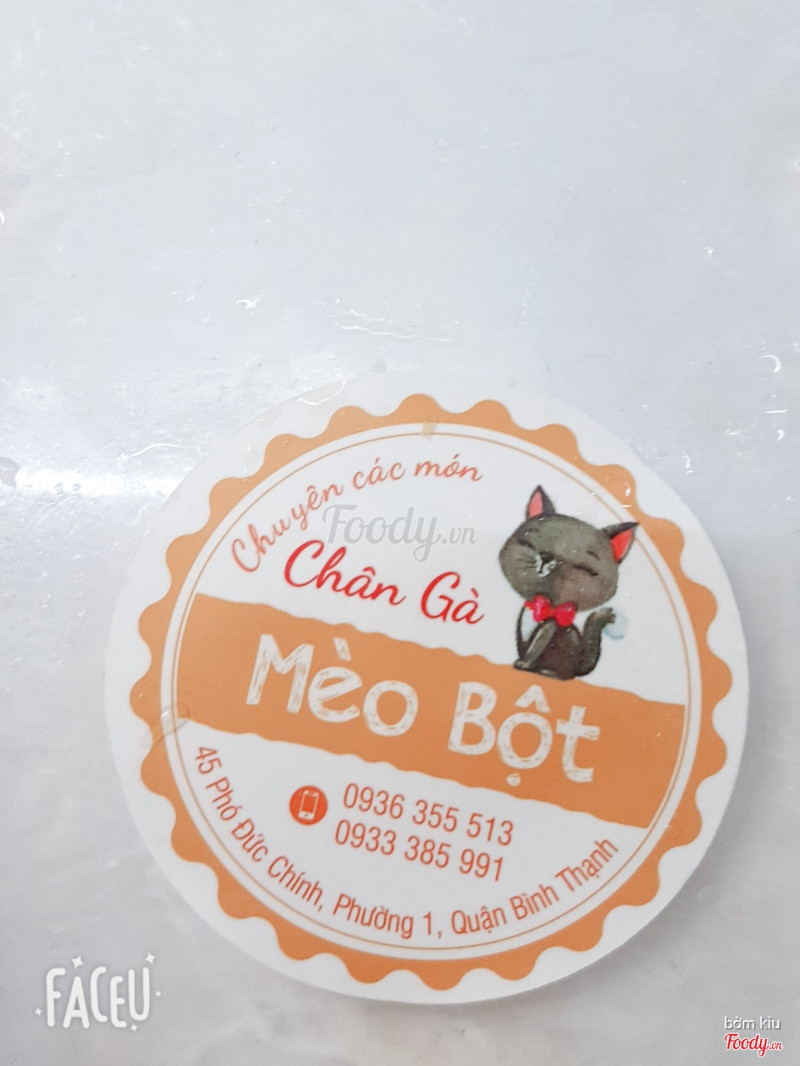 Chuyên các món
Foody.vn
Chân Gà
Mèo Bột
0936 355 513
0933 385 991
45 Phó Đức Chính, Phường 1, Quận Bình Thạnh
FACEU
bờm kiu
Foody.vn